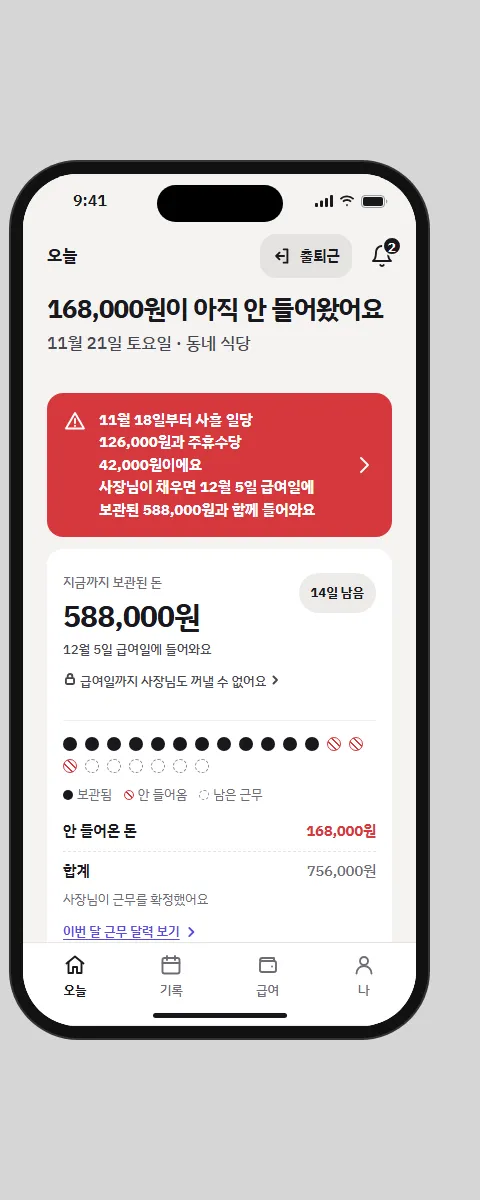 9:41
오늘
출퇴근
2
168,000원이 아직 안 들어왔어요
11월 21일 토요일 · 동네 식당
11월 18일부터 사흘 일당
126,000원과 주휴수당
42,000원이에요
사장님이 채우면 12월 5일 급여일에
보관된 588,000원과 함께 들어와요
지금까지 보관된 돈
14일 남음
588,000원
12월 5일 급여일에 들어와요
급여일까지 사장님도 꺼낼 수 없어요
보관됨 안 들어옴 남은 근무
안 들어온 돈 168,000원
합계 756,000원
사장님이 근무를 확정했어요
이번 달 근무 달력 보기
오늘 기록 급여 나